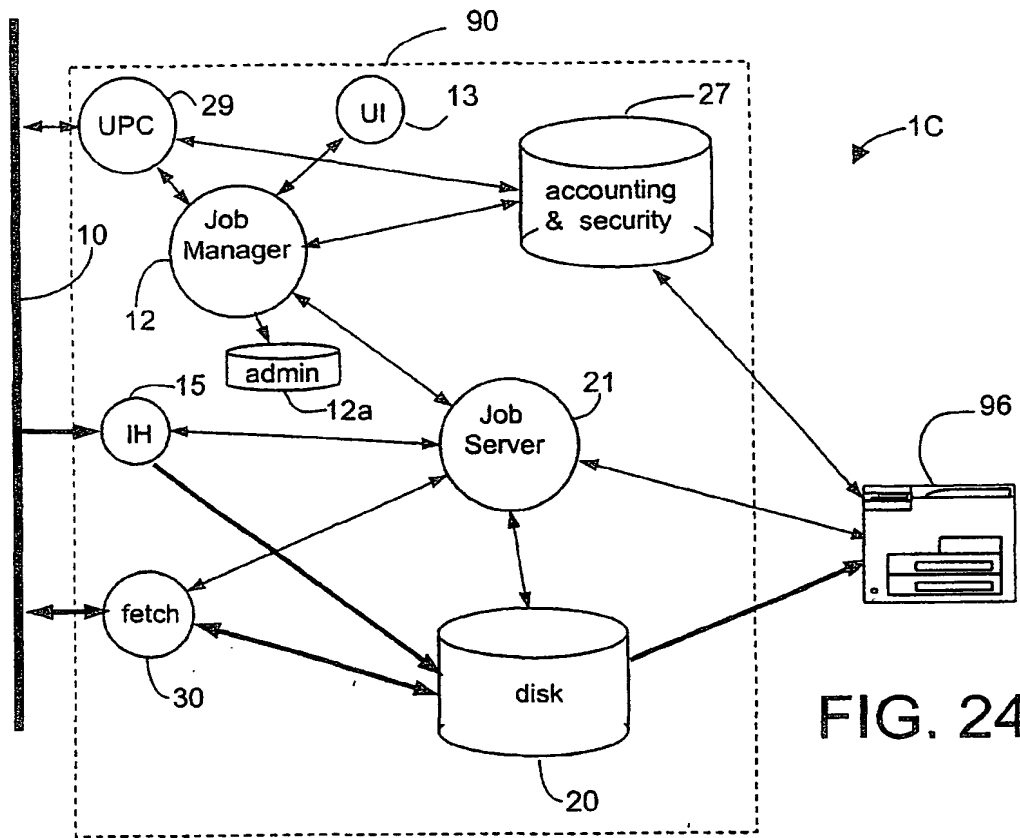 90
29
UPC
UI
13
27
1C
accounting
& security
Job
Manager
10
12
admin
12a
15
IH
Job
Server
21
96
fetch
30
disk
20
FIG. 24